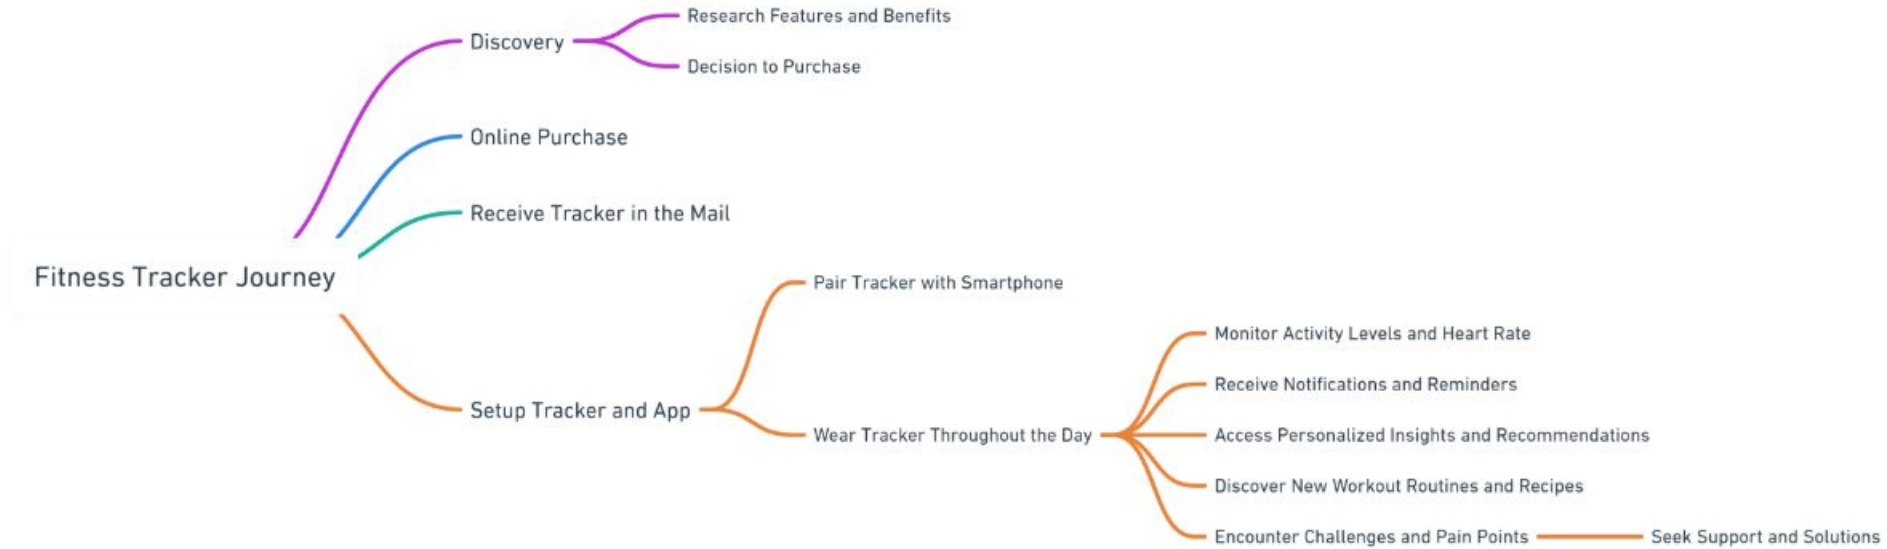 Research Features and Benefits
Discovery
Decision to Purchase
Online Purchase
Receive Tracker in the Mail
Fitness Tracker Journey
Pair Tracker with Smartphone
Monitor Activity Levels and Heart Rate
Receive Notifications and Reminders
Setup Tracker and App
Wear Tracker Throughout the Day
Access Personalized Insights and Recommendations
Discover New Workout Routines and Recipes
Encounter Challenges and Pain Points
Seek Support and Solutions